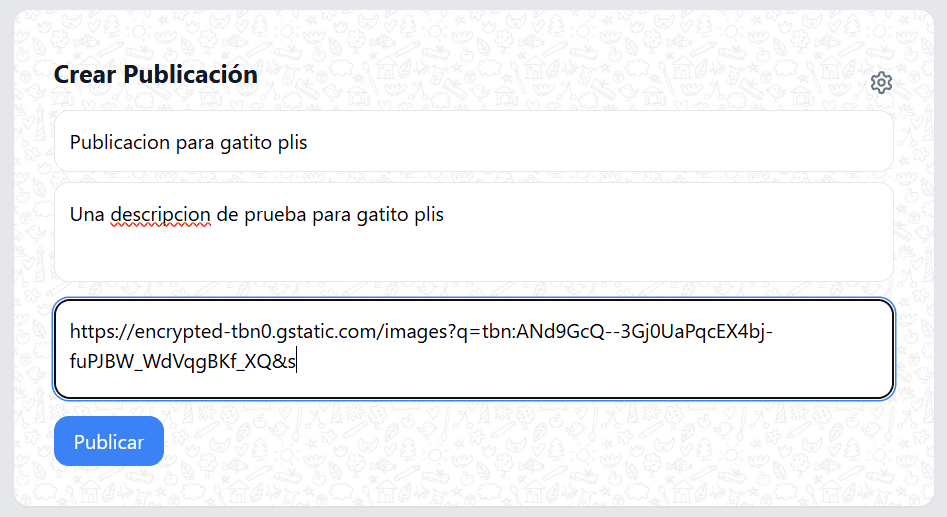 Crear Publicación
Publicacion para gatito plis
Una descripcion de prueba para gatito plis
https://encrypted-tbn0.gstatic.com/images?q=tbn:ANd9GcQ--3Gj0UaPqcEX4bj-
fuPJBW_WdVqgBKf_XQ&s
Publicar